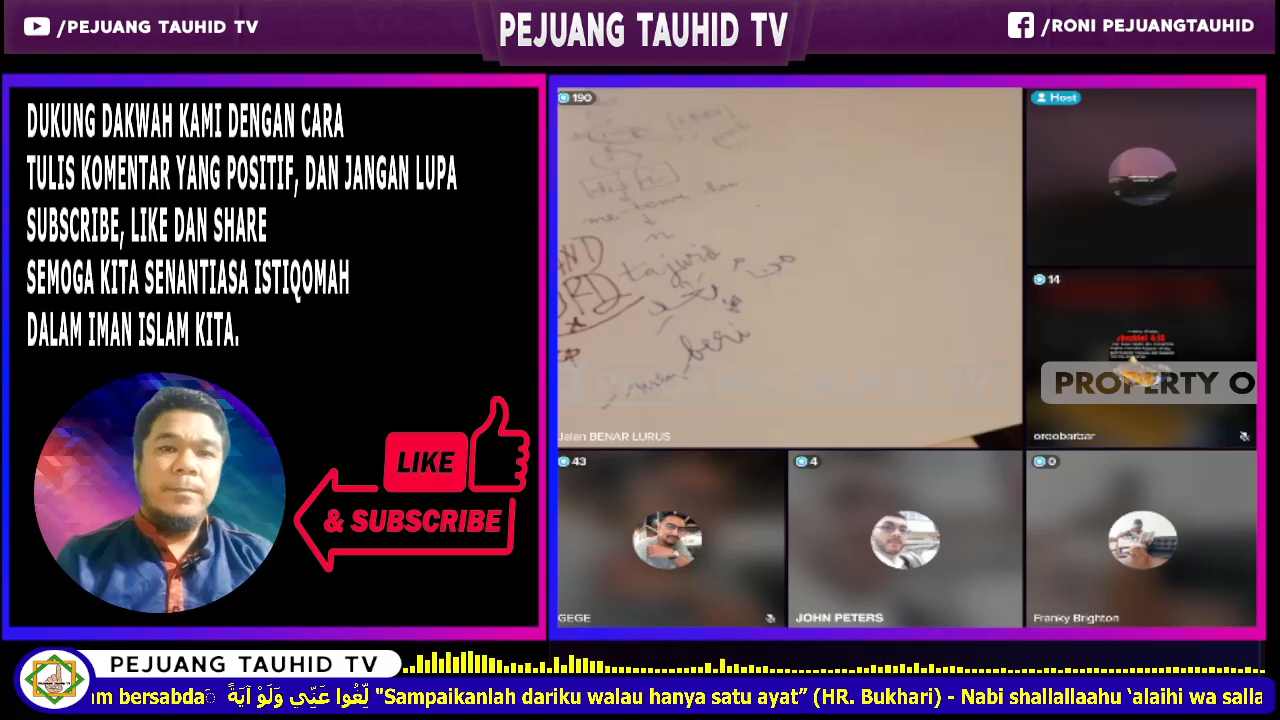 /PEJUANG TAUHID TV
PEJUANG TAUHID TV
/RONI PEJUANGTAUHID
DUKUNG DAKWAH KAMI DENGAN CARA
TULIS KOMENTAR YANG POSITIF, DAN JANGAN LUPA
SUBSCRIBE, LIKE DAN SHARE
SEMOGA KITA SENANTIASA ISTIQOMAH
DALAM IMAN ISLAM KITA.
LIKE
& SUBSCRIBE
190
tajwid
beri
Jalan BENAR LURUS
Host
14
PROPERTY O
oreobarbar
43
GEGE
4
JOHN PETERS
0
Franky Brighton
PEJUANG TAUHID TV
am bersabda لِّغُوا عَنِّي وَلَوْ آيَةً "Sampaikanlah dariku walau hanya satu ayat” (HR. Bukhari) - Nabi shallallaahu ‘alaihi wa salla